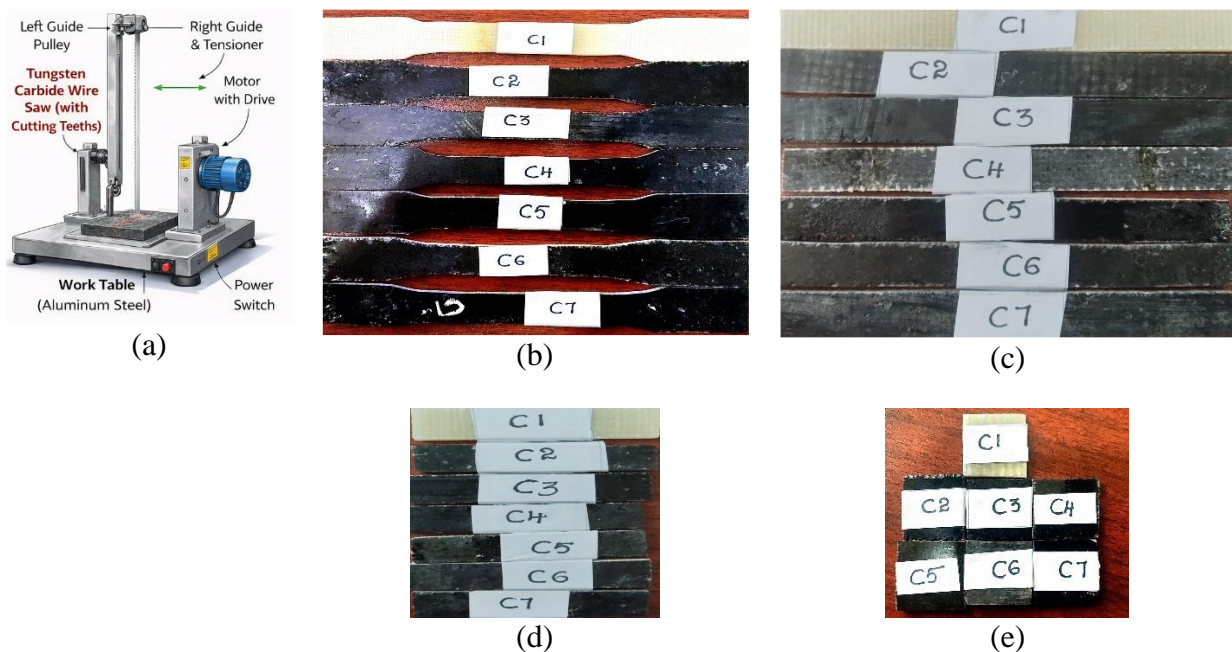 Left Guide
Pulley
Right Guide
& Tensioner
Tungsten
Carbide Wire
Saw (with
Cutting Teeths)
Motor
with Drive
Work Table
(Aluminum Steel)
Power
Switch
(a)
C1
C2
C3
C4
C5
C6
C7
(b)
C1
C2
C3
C4
C5
C6
C7
(c)
C1
C2
C3
C4
C5
C6
C7
(d)
C1
C2
C3
C4
C5
C6
C7
(e)